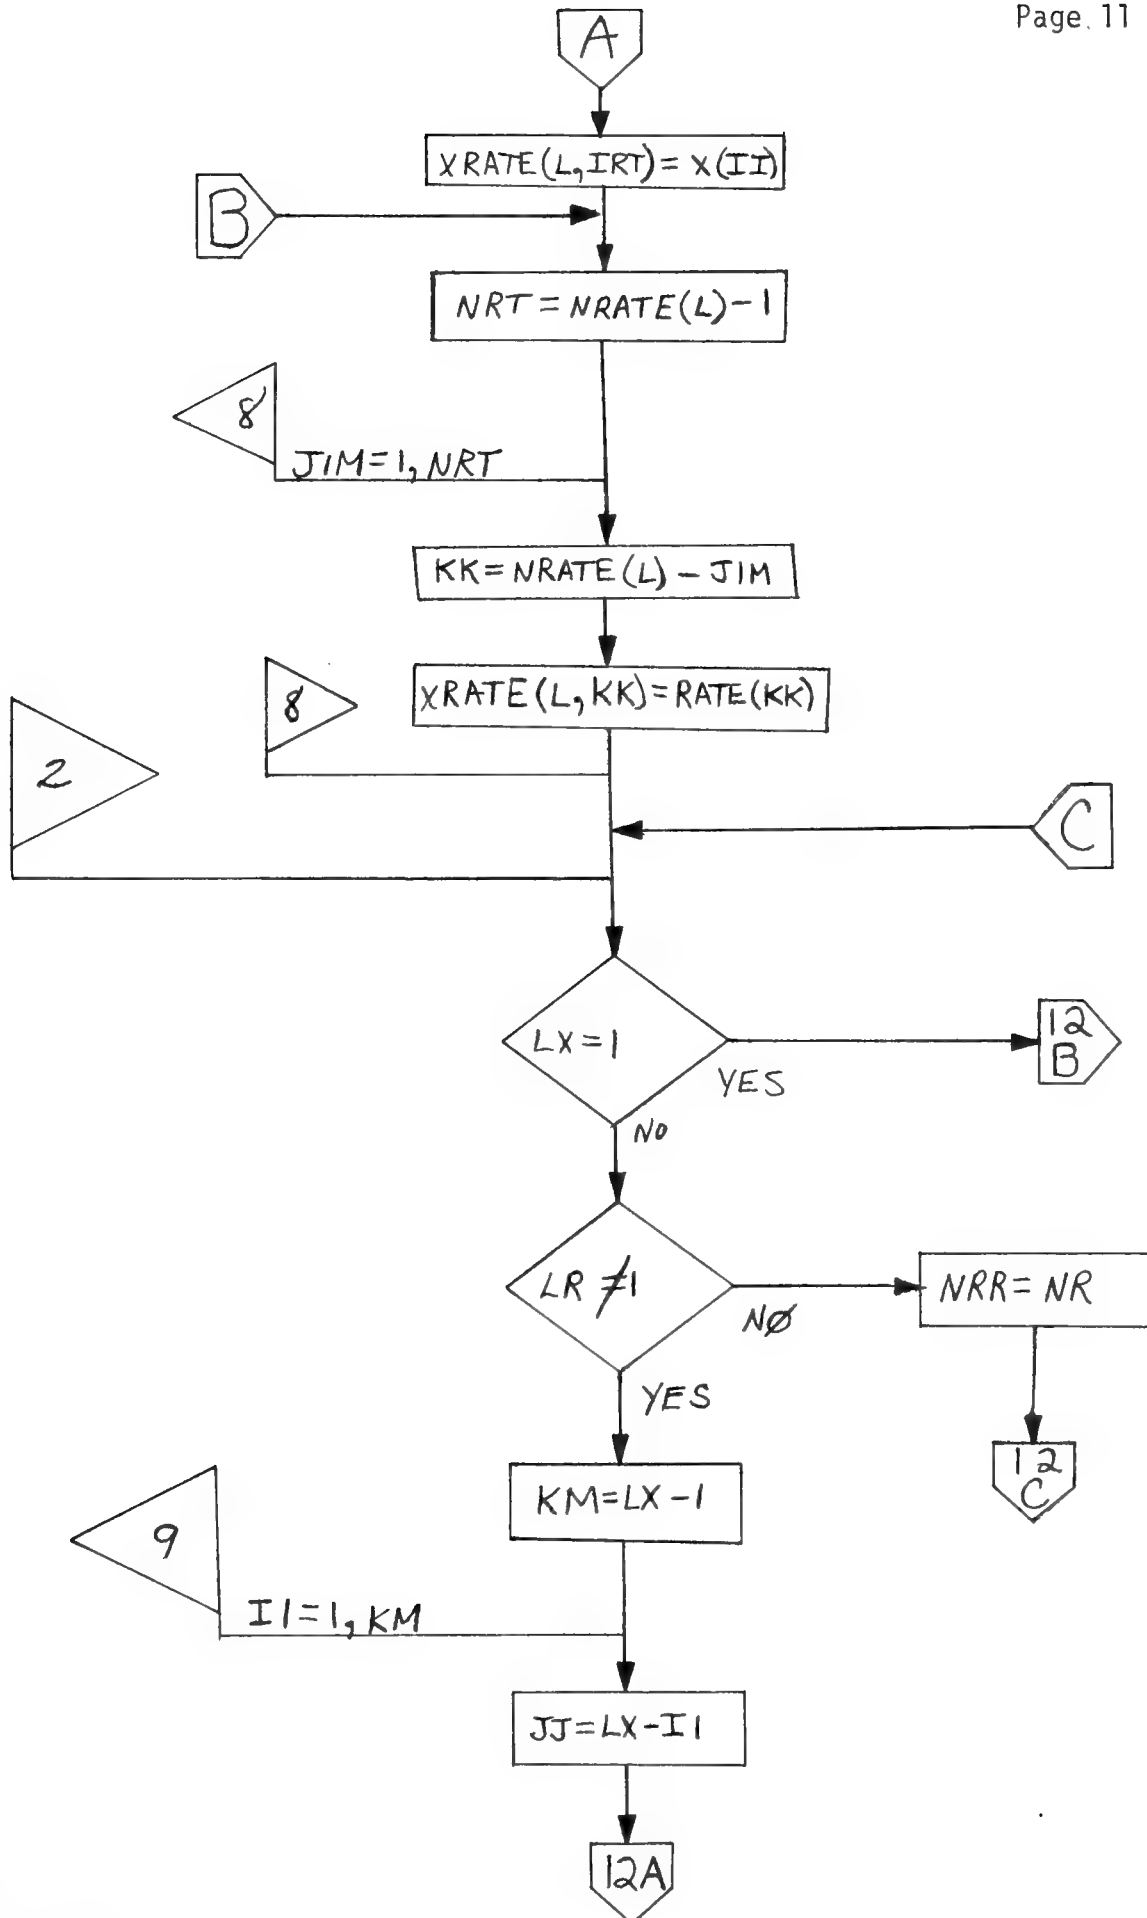 Page. 11
A
XRATE(L,IRT)= X(II)
B
NRT = NRATE(L)-1
8
JIM=1, NRT
KK= NRATE(L) - JIM
XRATE(L,KK)=RATE(KK)
8
2
C
LX=1
YES
12
B
NO
LR ≠1
NØ
NRR= NR
YES
12
C
KM=LX-1
9
I1=1, KM
JJ=LX-I1
12A